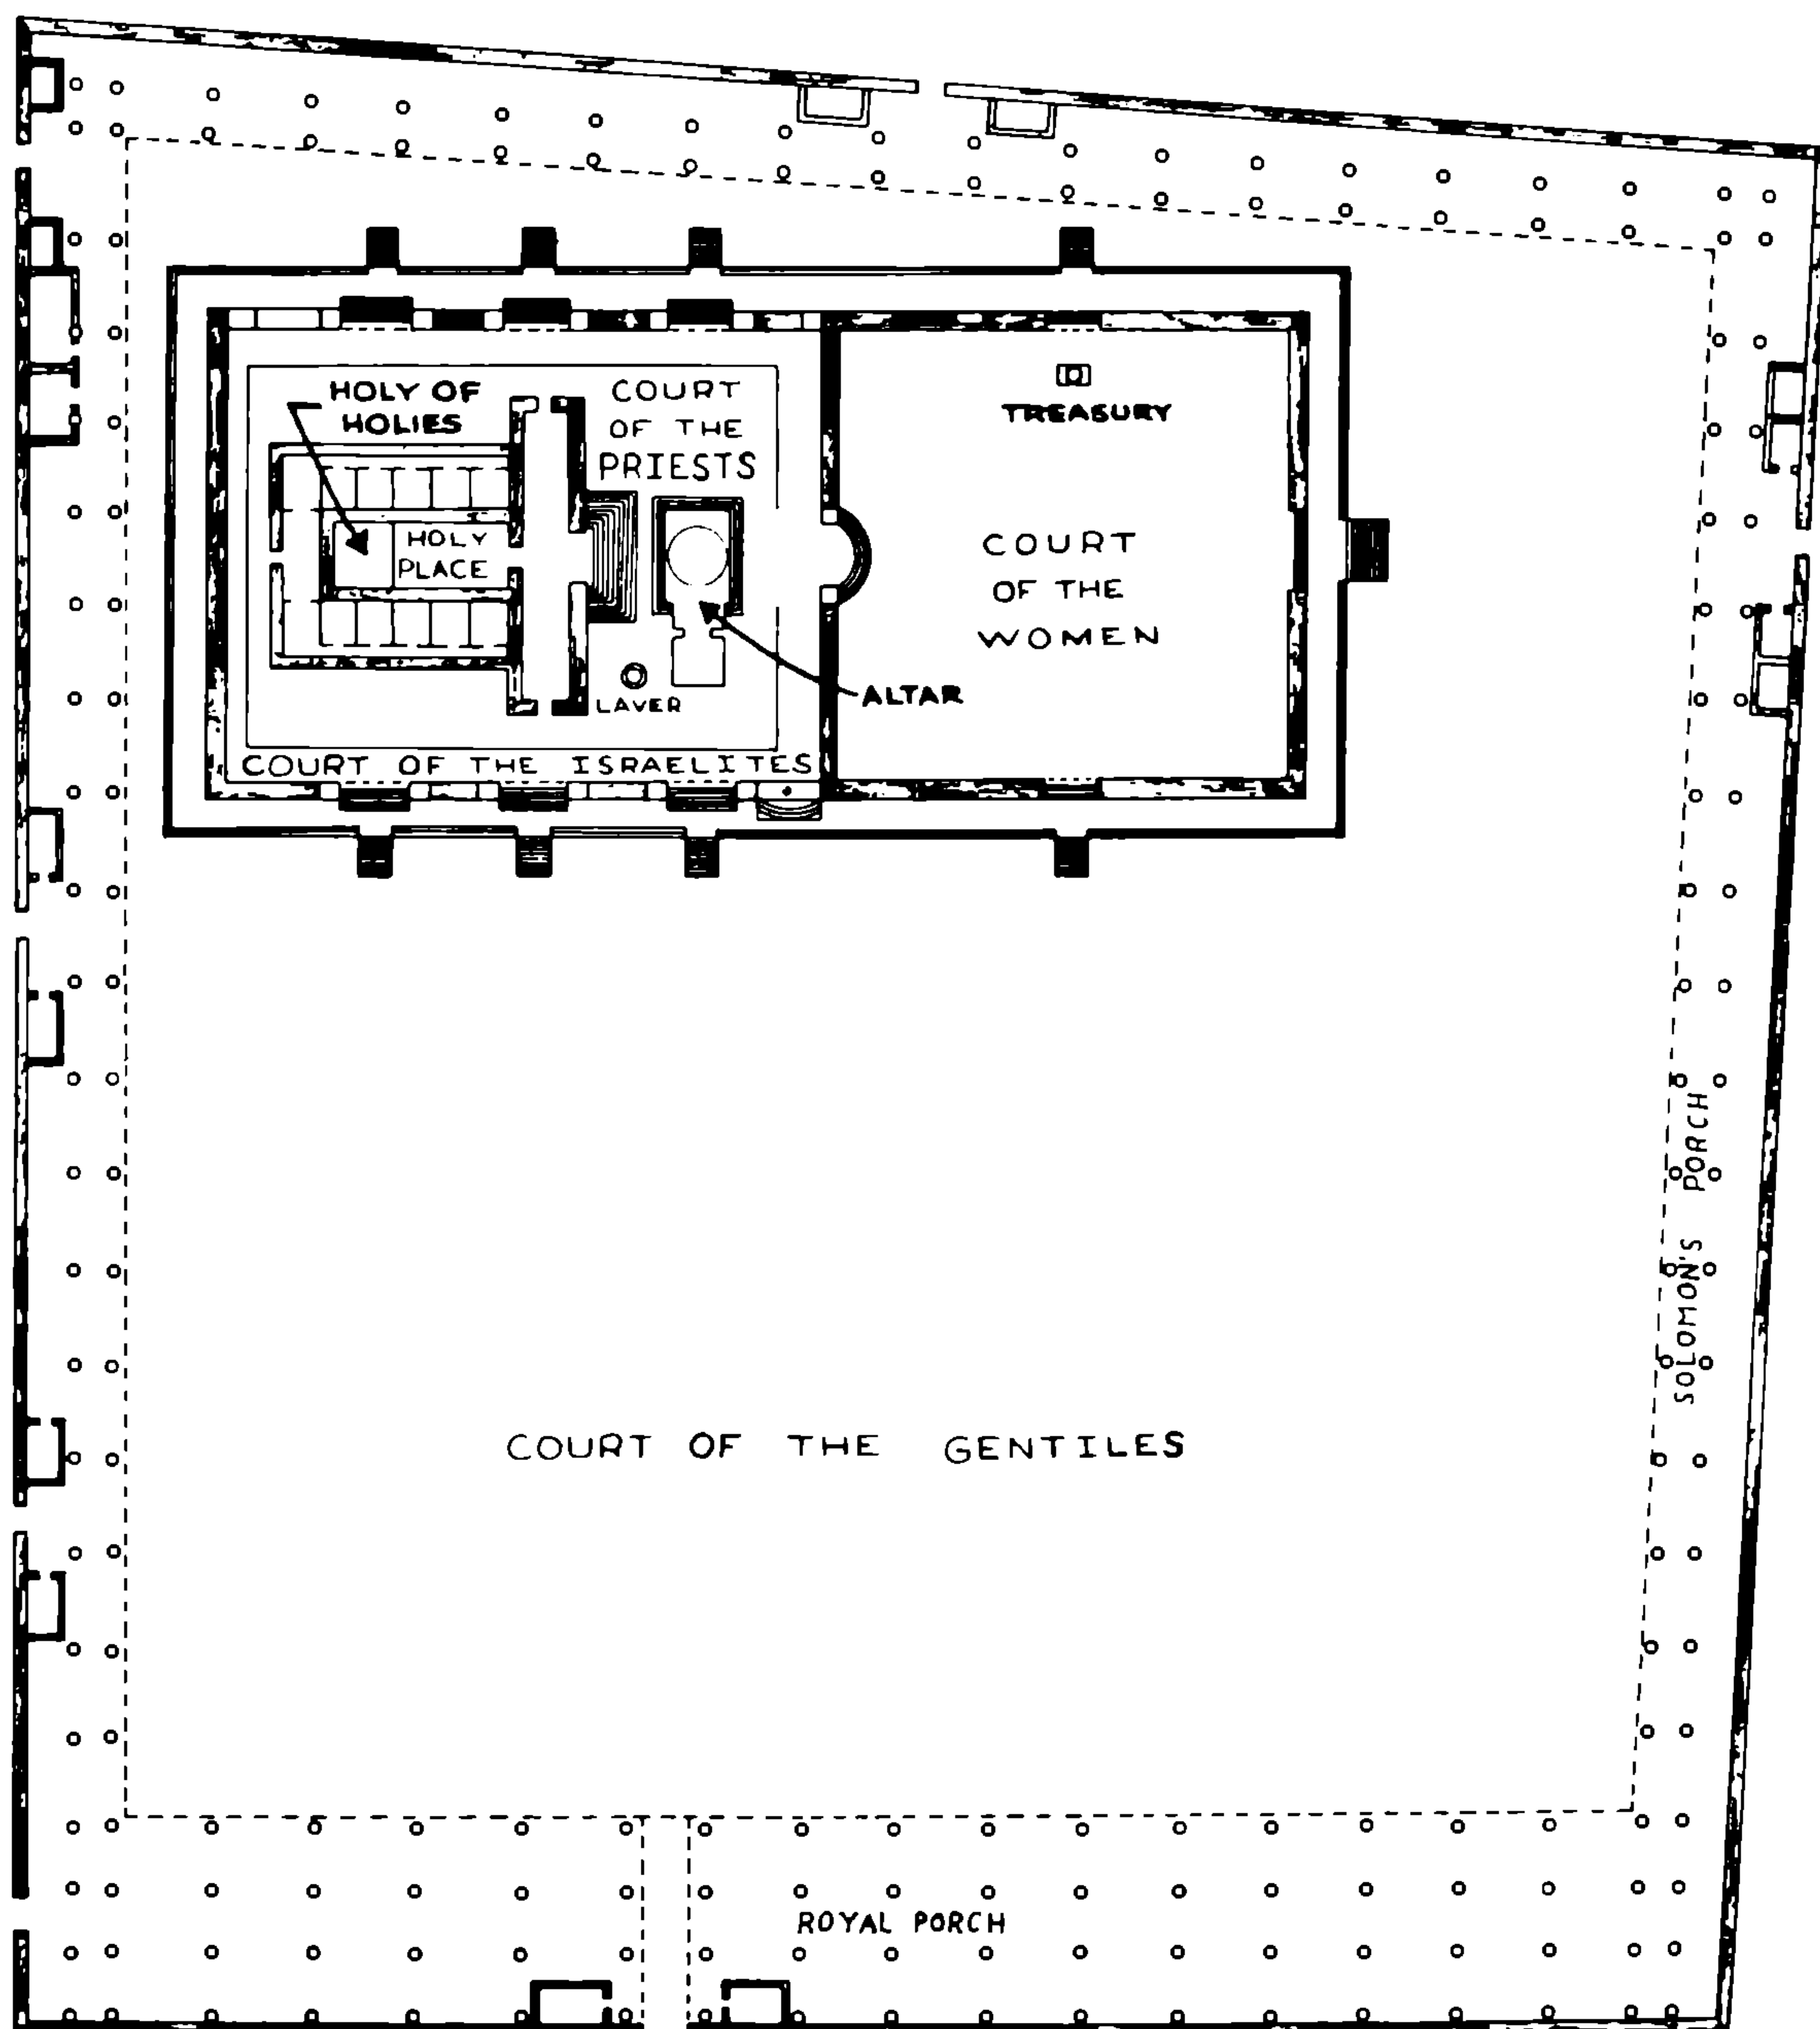 HOLY OF
HOLIES
COURT
OF THE
PRIESTS
TREASURY
HOLY
PLACE
COURT
OF THE
WOMEN
LAVER
ALTAR
COURT OF THE ISRAELITES
SOLOMON'S PORCH
COURT OF THE GENTILES
ROYAL PORCH